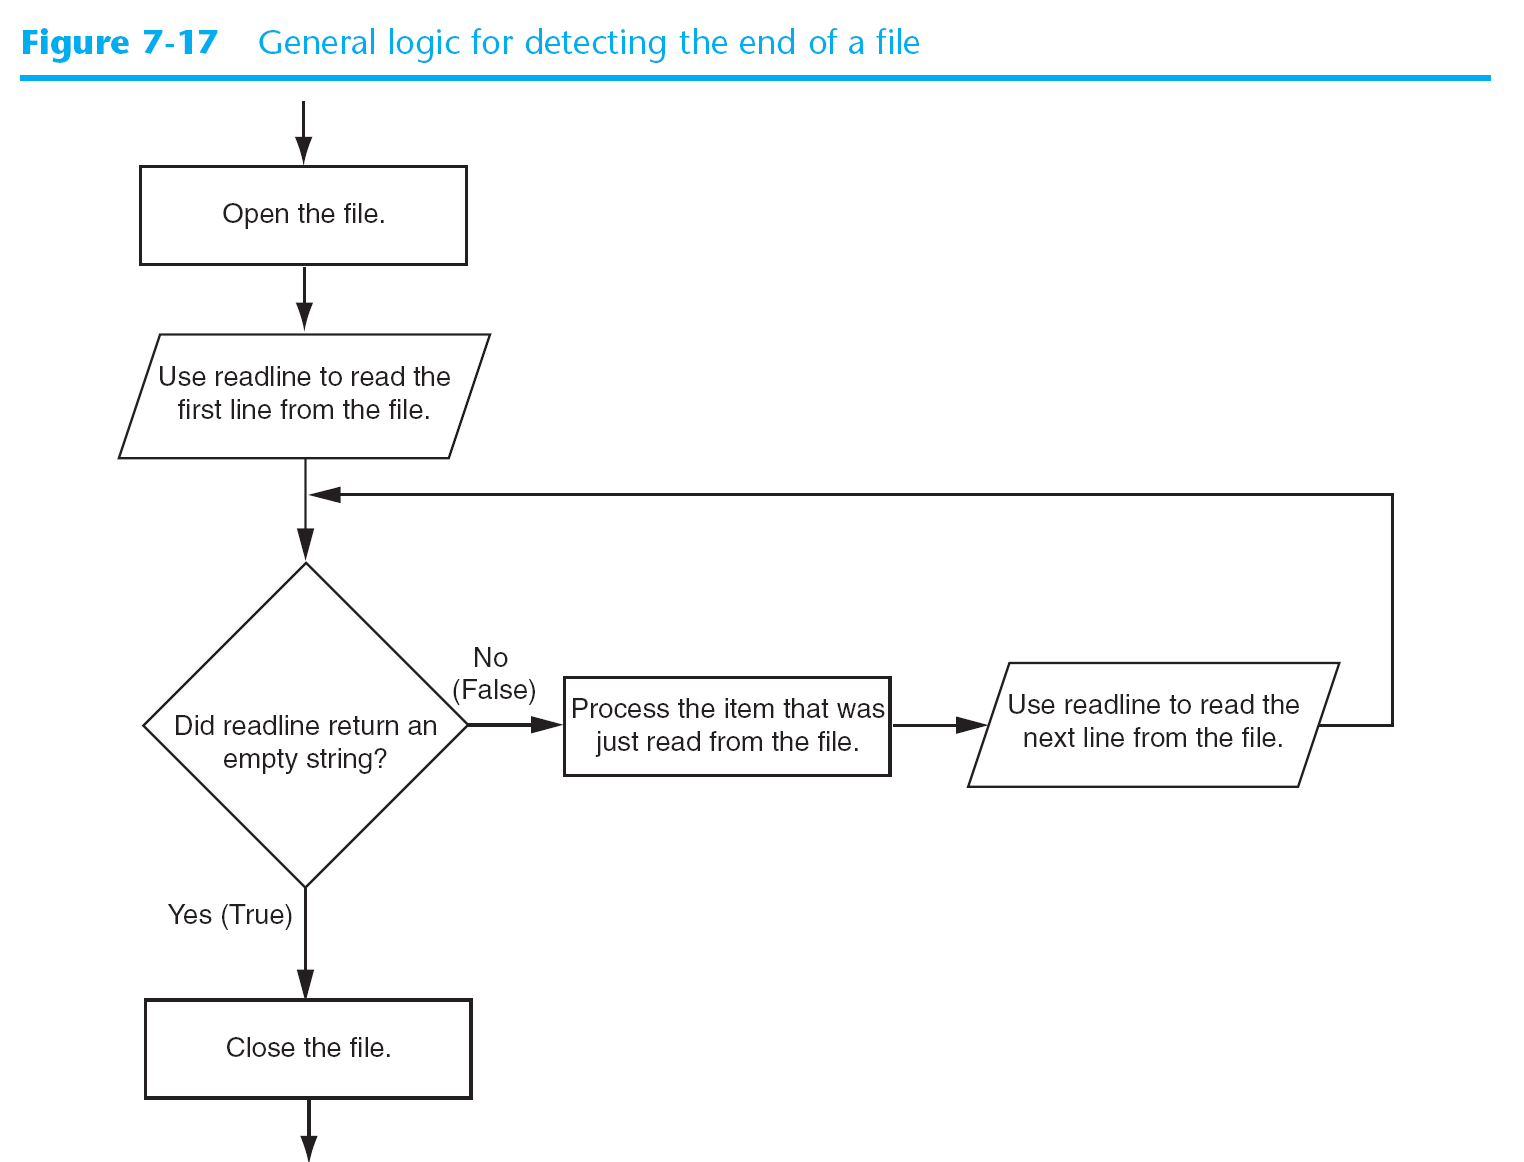 Figure 7-17 General logic for detecting the end of a file
Open the file.
Use readline to read the
first line from the file.
Did readline return an
empty string?
No
(False)
Process the item that was
just read from the file.
Use readline to read the
next line from the file.
Yes (True)
Close the file.